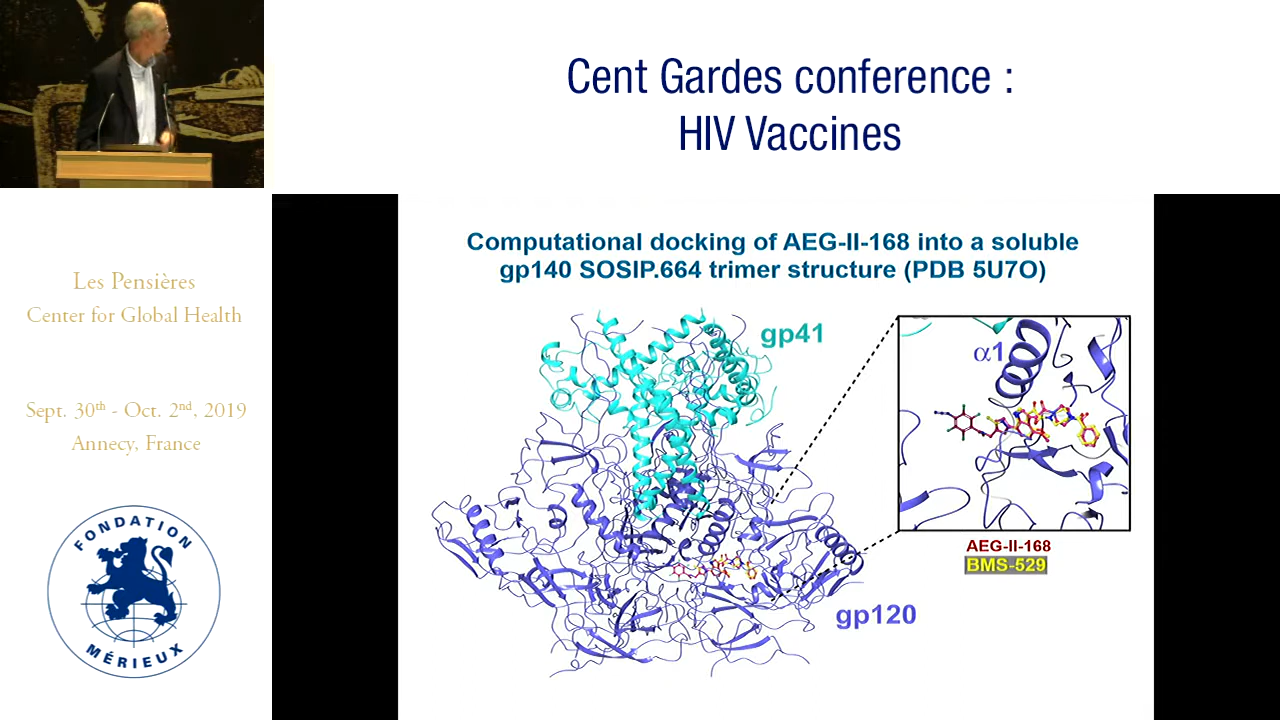 Cent Gardes conference :
HIV Vaccines
Les Pensières
Center for Global Health
Sept. 30th - Oct. 2nd, 2019
Annecy, France
FONDATION
MÉRIEUX
Computational docking of AEG-II-168 into a soluble
gp140 SOSIP.664 trimer structure (PDB 5U7O)
gp41
α1
AEG-II-168
BMS-529
gp120